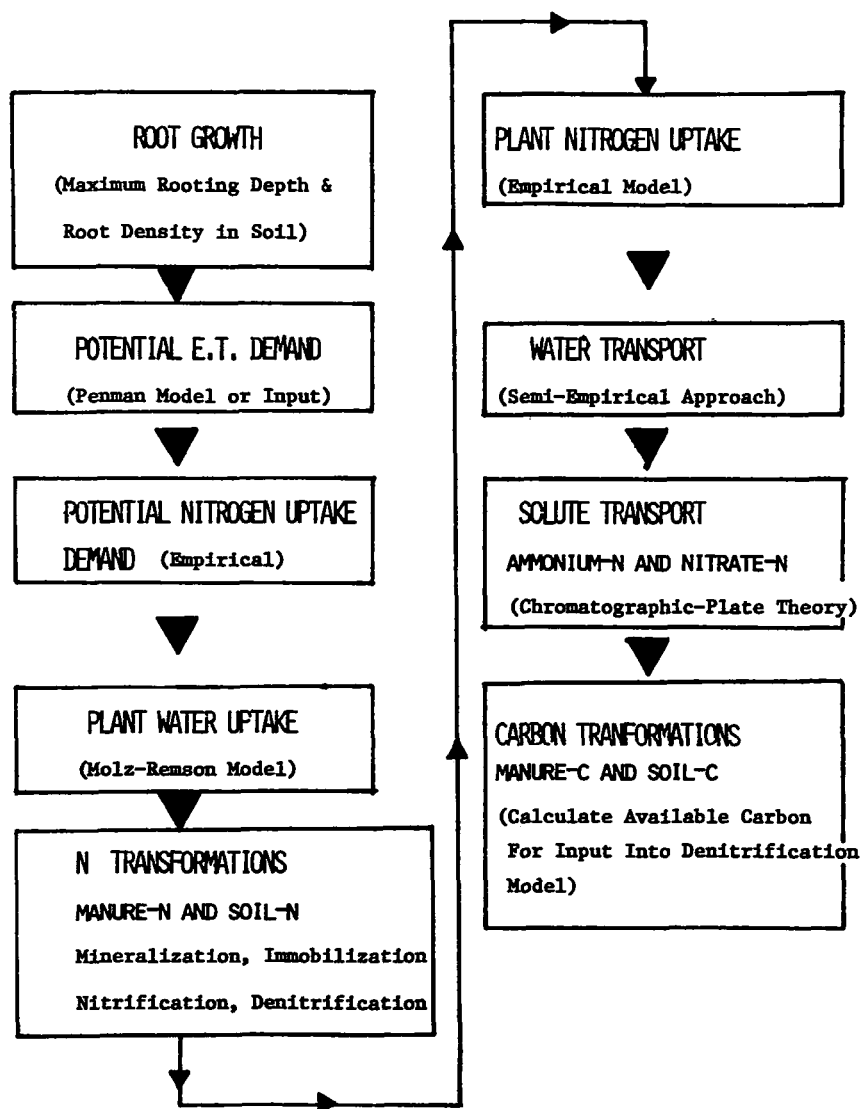 ROOT GROWTH
(Maximum Rooting Depth &
Root Density in Soil)
POTENTIAL E.T. DEMAND
(Penman Model or Input)
POTENTIAL NITROGEN UPTAKE
DEMAND (Empirical)
PLANT WATER UPTAKE
(Molz-Remson Model)
N TRANSFORMATIONS
MANURE-N AND SOIL-N
Mineralization, Immobilization
Nitrification, Denitrification
PLANT NITROGEN UPTAKE
(Empirical Model)
WATER TRANSPORT
(Semi-Empirical Approach)
SOLUTE TRANSPORT
AMMONIUM-N AND NITRATE-N
(Chromatographic-Plate Theory)
CARBON TRANFORMATIONS
MANURE-C AND SOIL-C
(Calculate Available Carbon
For Input Into Denitrification
Model)